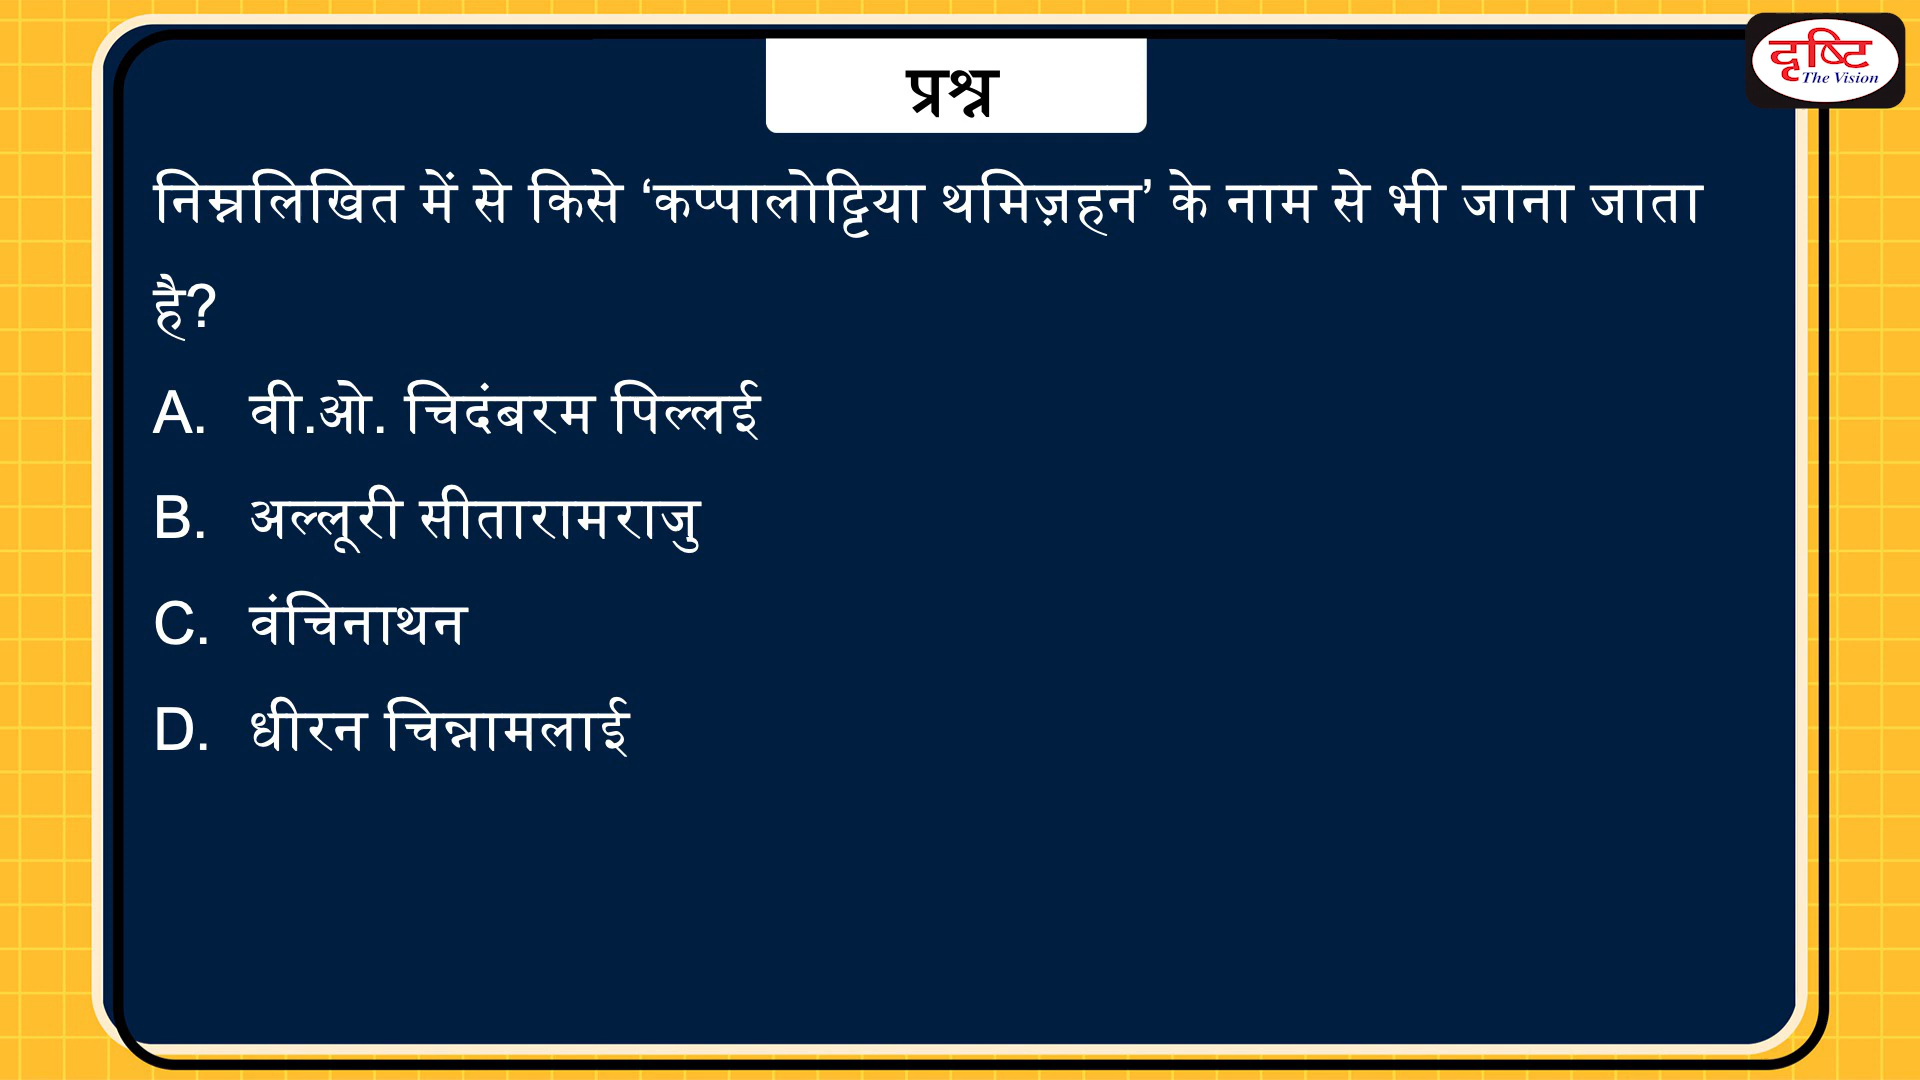 प्रश्न
दृष्टि
The Vision
निम्नलिखित में से किसे ‘कप्पालोट्टिया थमिज़हन’ के नाम से भी जाना जाता
है?
A. वी.ओ. चिदंबरम पिल्लई
B. अल्लूरी सीतारामराजु
C. वंचिनाथन
D. धीरन चिन्नामलाई